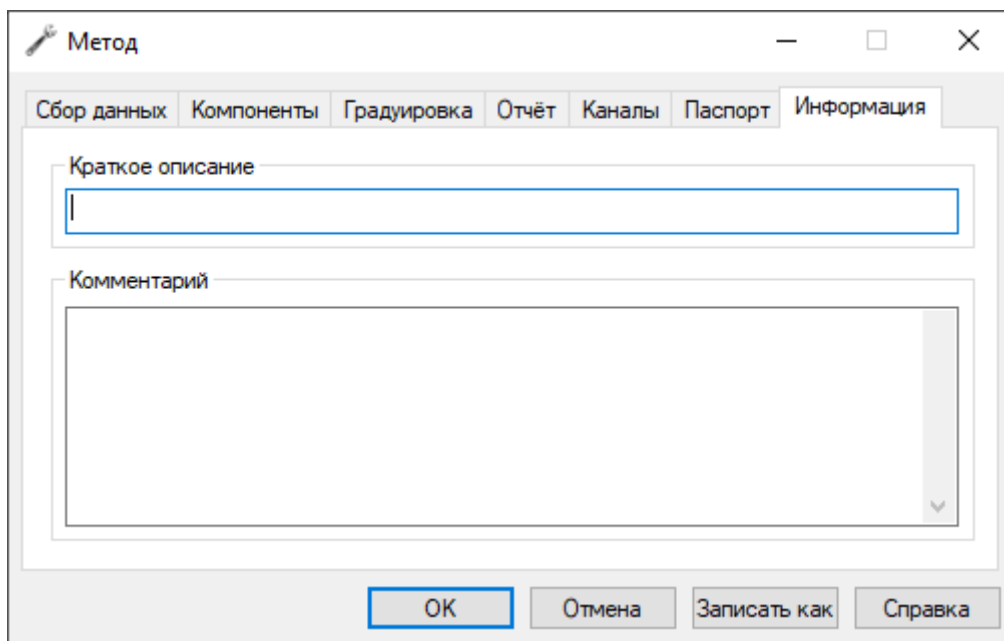 Метод
Сбор данных Компоненты Градуировка Отчёт Каналы Паспорт Информация
Краткое описание
Комментарий
OK Отмена Записать как Справка